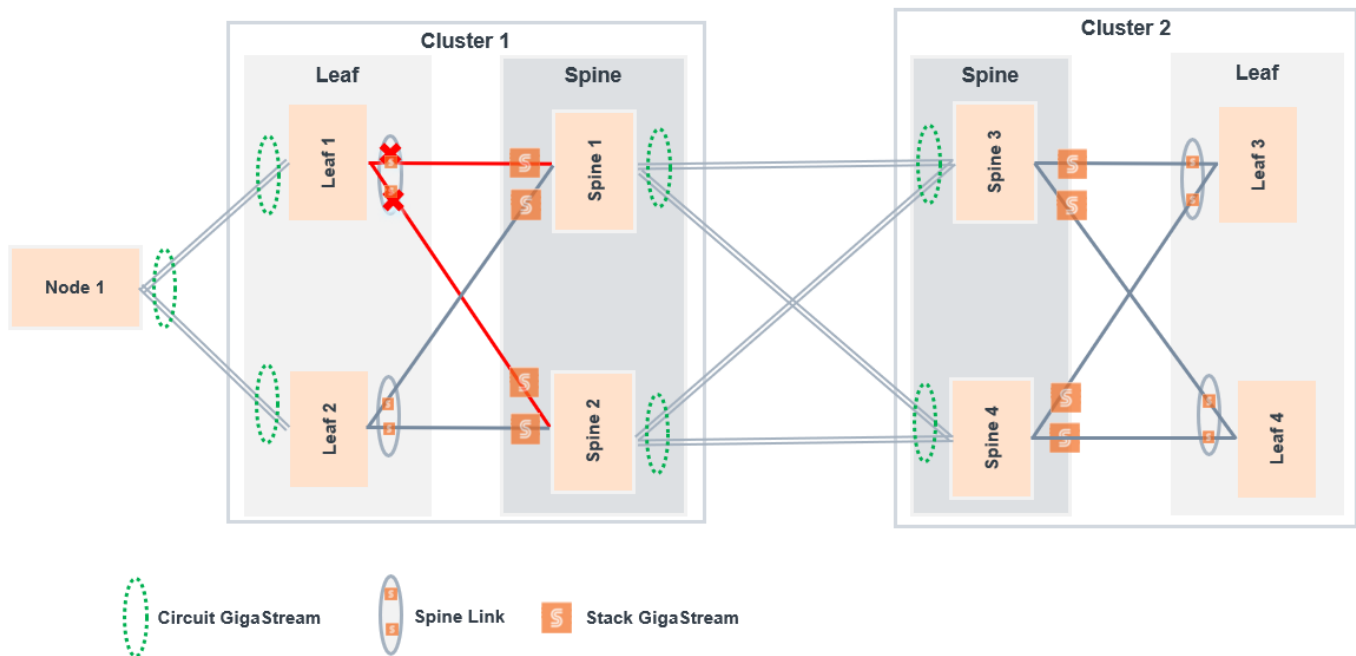 Cluster 1
Cluster 2
Leaf
Spine
Spine
Leaf
Leaf 1
Spine 1
Spine 3
Leaf 3
Node 1
Leaf 2
Spine 2
Spine 4
Leaf 4
Circuit GigaStream
Spine Link
Stack GigaStream